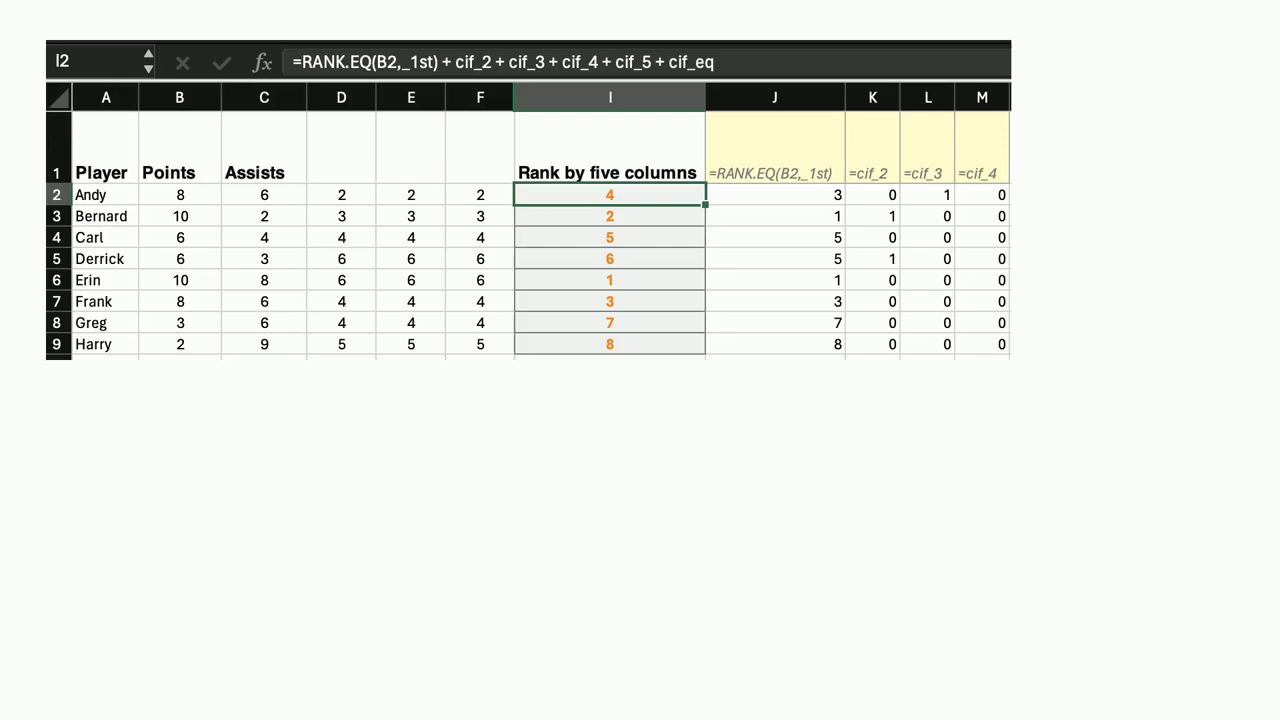 I2 fx =RANK.EQ(B2,_1st) + cif_2 + cif_3 + cif_4 + cif_5 + cif_eq
A B C D E F I J K L M
1 Player Points Assists Rank by five columns =RANK.EQ(B2,_1st) =cif_2 =cif_3 =cif_4
2 Andy 8 6 2 2 2 4 3 0 1 0
3 Bernard 10 2 3 3 3 2 1 1 0 0
4 Carl 6 4 4 4 4 5 5 0 0 0
5 Derrick 6 3 6 6 6 6 5 1 0 0
6 Erin 10 8 6 6 6 1 1 0 0 0
7 Frank 8 6 4 4 4 3 3 0 0 0
8 Greg 3 6 4 4 4 7 7 0 0 0
9 Harry 2 9 5 5 5 8 8 0 0 0